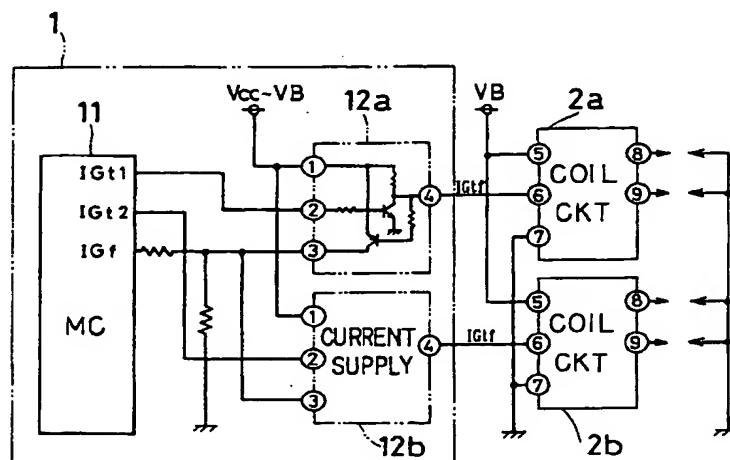 1
Vcc~VB
12a
VB
2a
11
IGt1
IGt2
IGf
MC
1
2
3
4
IGtf
5
6
7
8
9
COIL
CKT
1
2
3
4
CURRENT
SUPPLY
IGtf
5
6
7
8
9
COIL
CKT
12b
2b